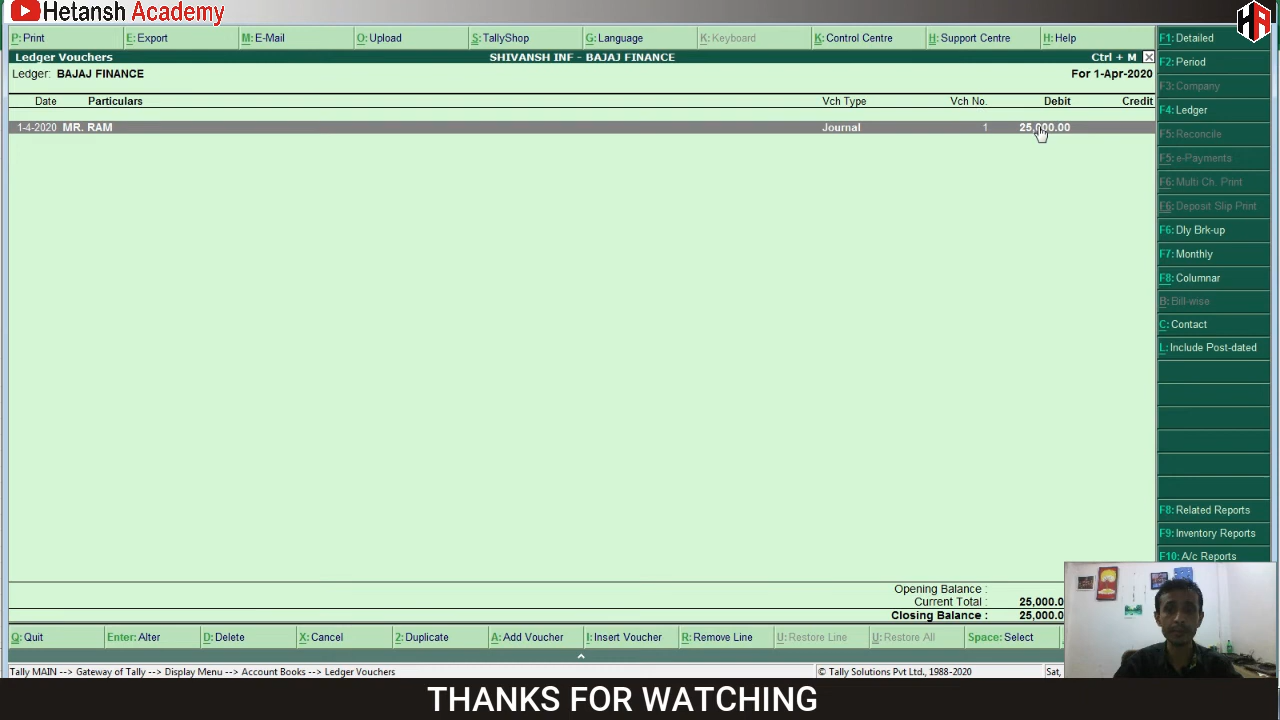 Hetansh Academy
P: Print
E: Export
M: E-Mail
O: Upload
S: TallyShop
G: Language
K: Keyboard
K: Control Centre
H: Support Centre
H: Help
Ledger Vouchers
SHIVANSH INF - BAJAJ FINANCE
Ctrl + M
Ledger: BAJAJ FINANCE
For 1-Apr-2020
Date Particulars Vch Type Vch No. Debit Credit
1-4-2020 MR. RAM Journal 1 25,000.00
Opening Balance :
Current Total : 25,000.0
Closing Balance : 25,000.0
F1: Detailed
F2: Period
F3: Company
F4: Ledger
F5: Reconcile
F5: e-Payments
F6: Multi Ch. Print
F6: Deposit Slip Print
F6: Dly Brk-up
F7: Monthly
F8: Columnar
B: Bill-wise
C: Contact
L: Include Post-dated
F8: Related Reports
F9: Inventory Reports
F10: A/c Reports
Q: Quit
Enter: Alter
D: Delete
X: Cancel
2: Duplicate
A: Add Voucher
I: Insert Voucher
R: Remove Line
U: Restore Line
U: Restore All
Space: Select
Tally MAIN --> Gateway of Tally --> Display Menu --> Account Books --> Ledger Vouchers
© Tally Solutions Pvt Ltd., 1988-2020
Sat,
THANKS FOR WATCHING